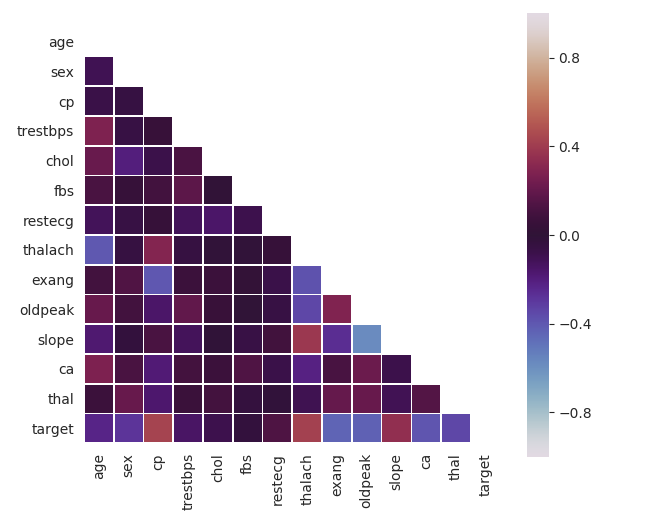 age
sex
cp
trestbps
chol
fbs
restecg
thalach
exang
oldpeak
slope
ca
thal
target
age
sex
cp
trestbps
chol
fbs
restecg
thalach
exang
oldpeak
slope
ca
thal
target
0.8
0.4
0.0
−0.4
−0.8